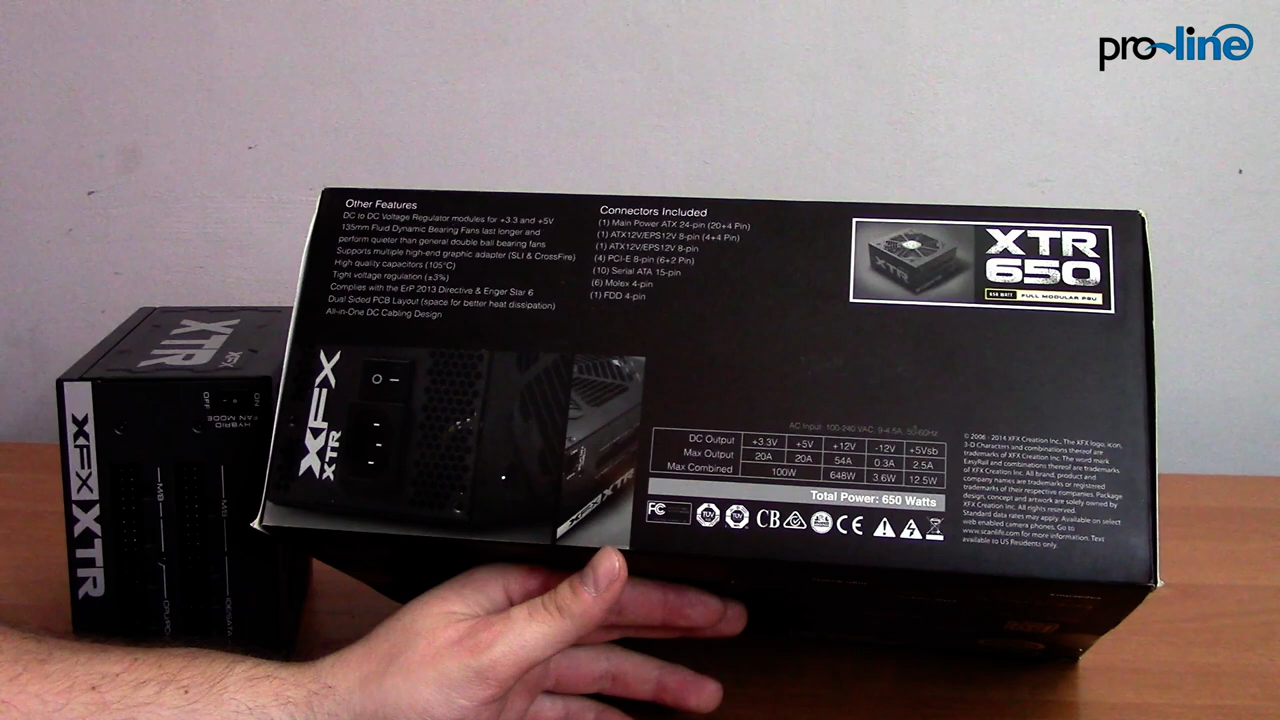 pro-line
Other Features
DC to DC Voltage Regulator modules for +3.3 and +5V
135mm Fluid Dynamic Bearing Fans last longer and
perform quieter than general double ball bearing fans
Supports multiple high-end graphic adapter (SLI & CrossFire)
High quality capacitors (105°C)
Tight voltage regulation (±3%)
Complies with the ErP 2013 Directive & Enger Star 6
Dual Sided PCB Layout (space for better heat dissipation)
All-in-One DC Cabling Design
Connectors Included
(1) Main Power ATX 24-pin (20+4 Pin)
(1) ATX12V/EPS12V 8-pin (4+4 Pin)
(1) ATX12V/EPS12V 8-pin
(4) PCI-E 8-pin (6+2 Pin)
(10) Serial ATA 15-pin
(6) Molex 4-pin
(1) FDD 4-pin
XTR
XTR
650
650 WATT FULL MODULAR PSU
XFX
XTR
XFX XTR
AC Input: 100-240 VAC, 9-4.5A, 50-60Hz
DC Output +3.3V +5V +12V -12V +5Vsb
Max Output 20A 20A 54A 0.3A 2.5A
Max Combined 100W 648W 3.6W 12.5W
Total Power: 650 Watts
FC TUV TUV CB CE
© 2006 - 2014 XFX Creation Inc., The XFX logo, icon,
3-D Characters and combinations thereof are
trademarks of XFX Creation Inc. The word mark
EasyRail and combinations thereof are trademarks
of XFX Creation Inc. All brand, product and
company names are trademarks or registered
trademarks of their respective companies. Package
design, concept and artwork are solely owned by
XFX Creation Inc. All rights reserved.
Standard data rates may apply. Available on select
web enabled camera phones. Go to
www.scanlife.com for more information. Text
available to US Residents only.
XTR
XFX
XFX XTR
ON
OFF
HYBRID
FAN MODE
M/B
M/B
CPU/PCI
IDE/SATA